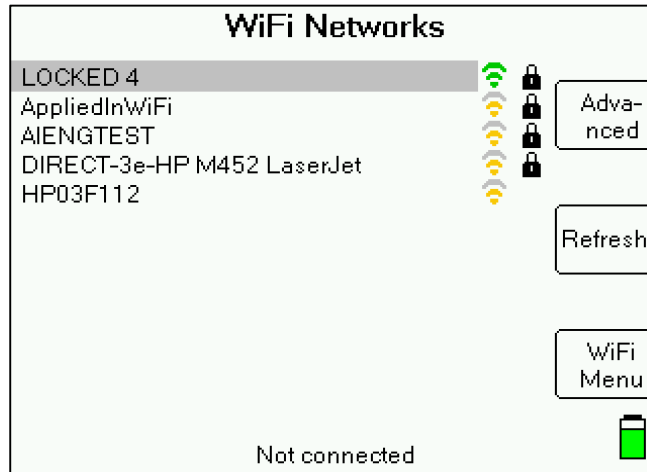 WiFi Networks
LOCKED 4
AppliedInWiFi
AIENGTEST
DIRECT-3e-HP M452 LaserJet
HP03F112
Adva-
nced
Refresh
WiFi
Menu
Not connected